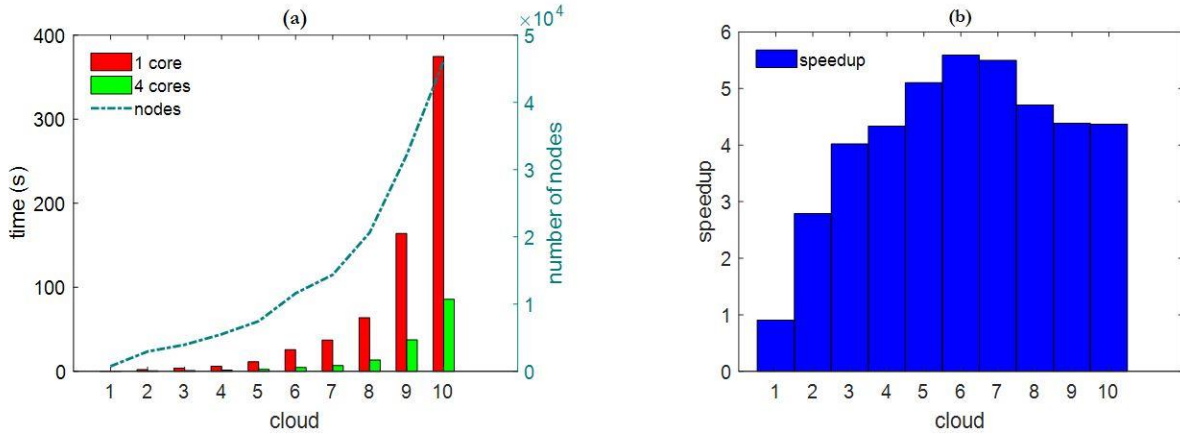 (a)
×10⁴
400
300
200
100
0
1 core
4 cores
nodes
time (s)
5
4
3
2
1
0
number of nodes
1 2 3 4 5 6 7 8 9 10
cloud
(b)
6
5
4
3
2
1
0
speedup
speedup
1 2 3 4 5 6 7 8 9 10
cloud